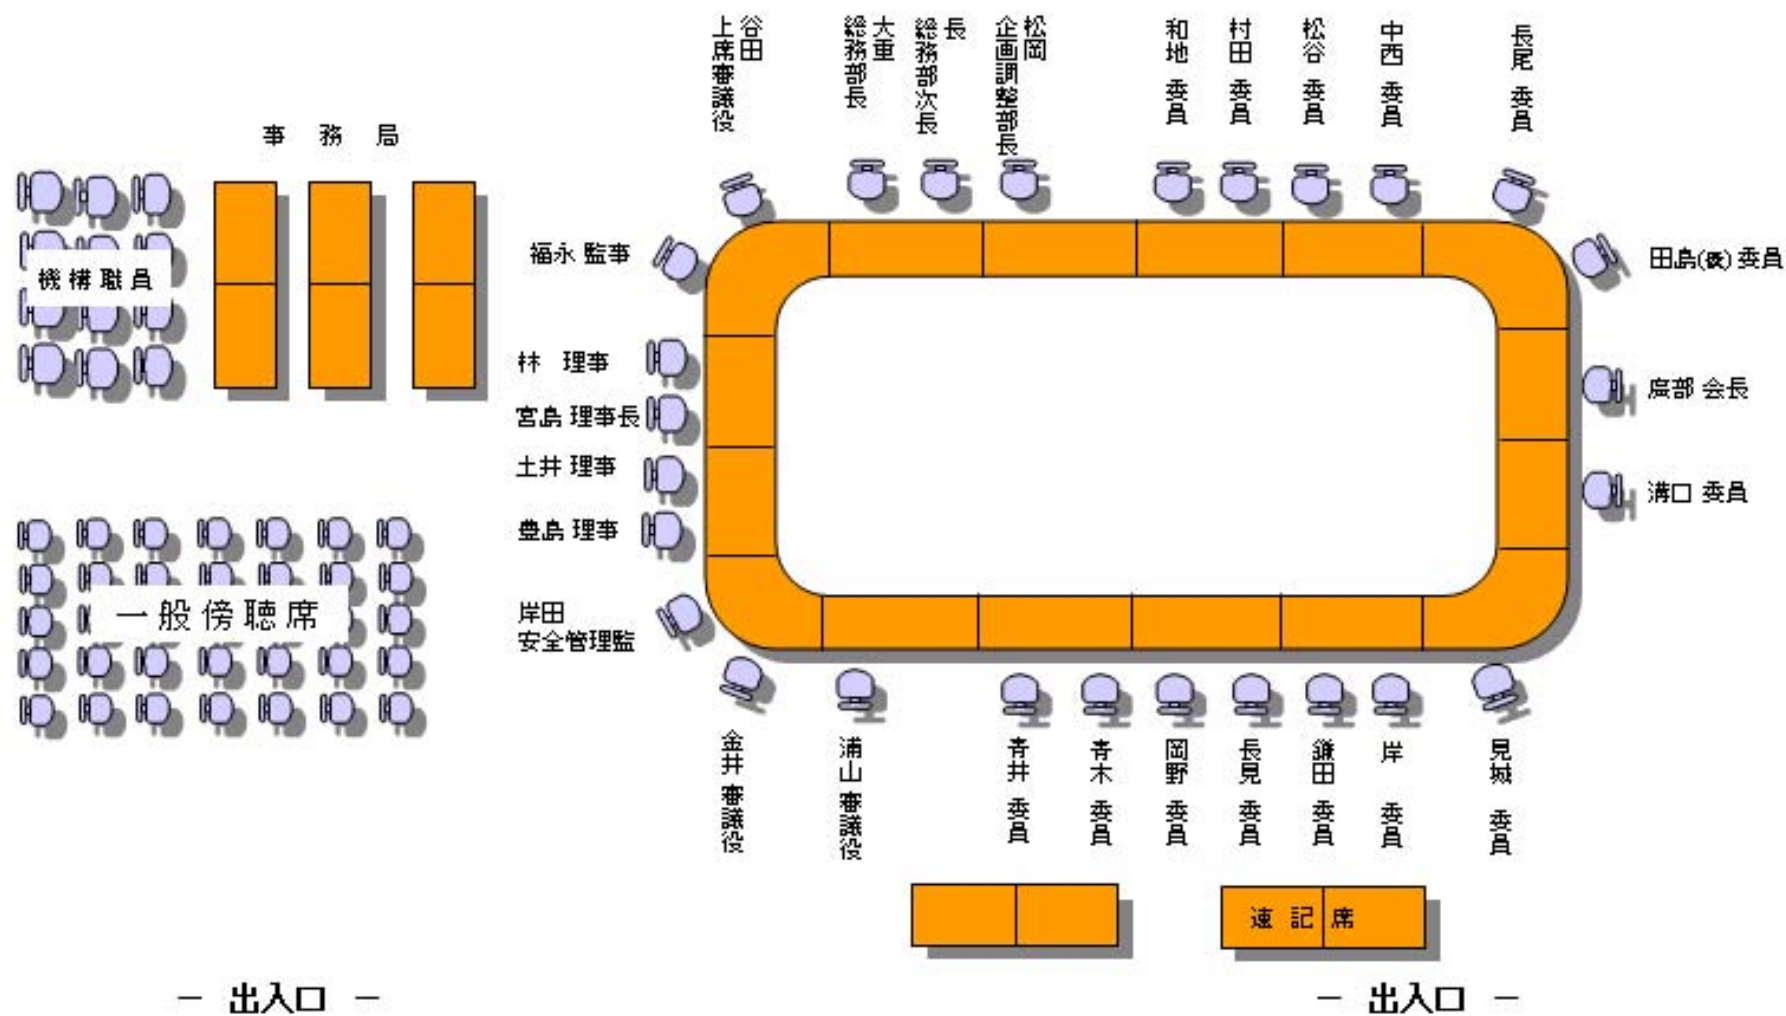 谷田
上席審議役
大重
総務部長
長
総務部次長
松岡
企画調整部長
和地 委員
村田 委員
松谷 委員
中西 委員
長尾 委員
事 務 局
機構職員
福永 監事
林 理事
宮島 理事長
土井 理事
豊島 理事
岸田
安全管理監
田島 委員
部 会長
溝口 委員
一般傍聴席
金井 審議役
浦山 審議役
青井 委員
青木 委員
岡野 委員
長見 委員
鎌田 委員
岸 委員
見城 委員
速 記 席
― 出入口 ―
― 出入口 ―